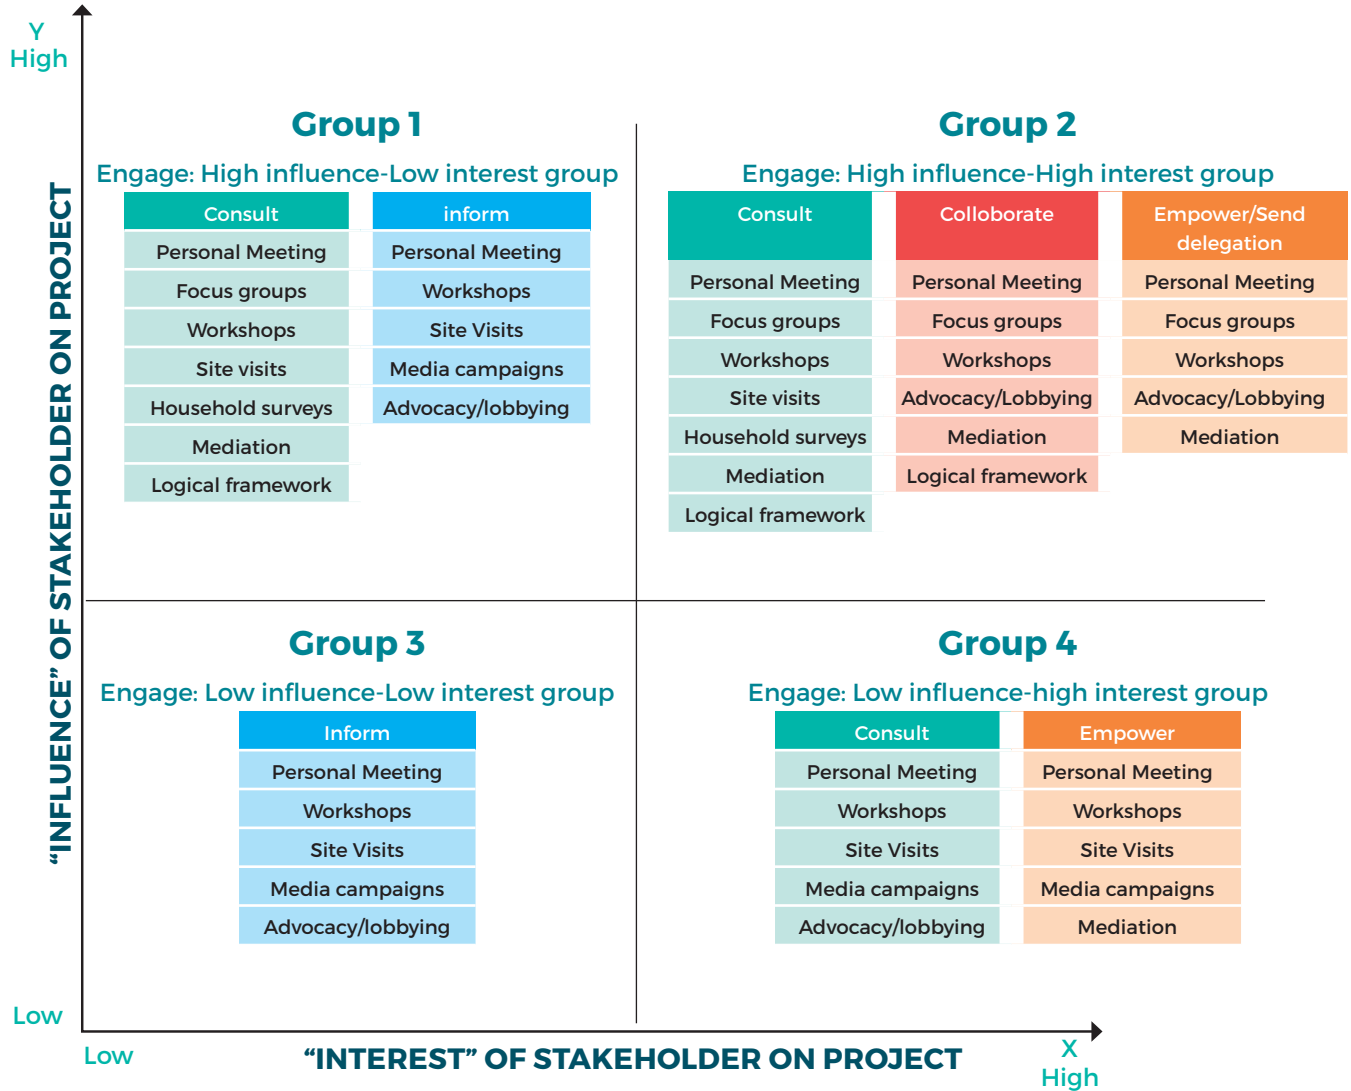 Y
High
"INFLUENCE" OF STAKEHOLDER ON PROJECT
Group 1
Engage: High influence-Low interest group
Consult
Personal Meeting
Focus groups
Workshops
Site visits
Household surveys
Mediation
Logical framework
inform
Personal Meeting
Workshops
Site Visits
Media campaigns
Advocacy/lobbying
Group 2
Engage: High influence-High interest group
Consult
Personal Meeting
Focus groups
Workshops
Site visits
Household surveys
Mediation
Logical framework
Colloborate
Personal Meeting
Focus groups
Workshops
Advocacy/Lobbying
Mediation
Logical framework
Empower/Send
delegation
Personal Meeting
Focus groups
Workshops
Advocacy/Lobbying
Mediation
Group 3
Engage: Low influence-Low interest group
Inform
Personal Meeting
Workshops
Site Visits
Media campaigns
Advocacy/lobbying
Group 4
Engage: Low influence-high interest group
Consult
Personal Meeting
Workshops
Site Visits
Media campaigns
Advocacy/lobbying
Empower
Personal Meeting
Workshops
Site Visits
Media campaigns
Mediation
Low
Low
"INTEREST" OF STAKEHOLDER ON PROJECT
X
High